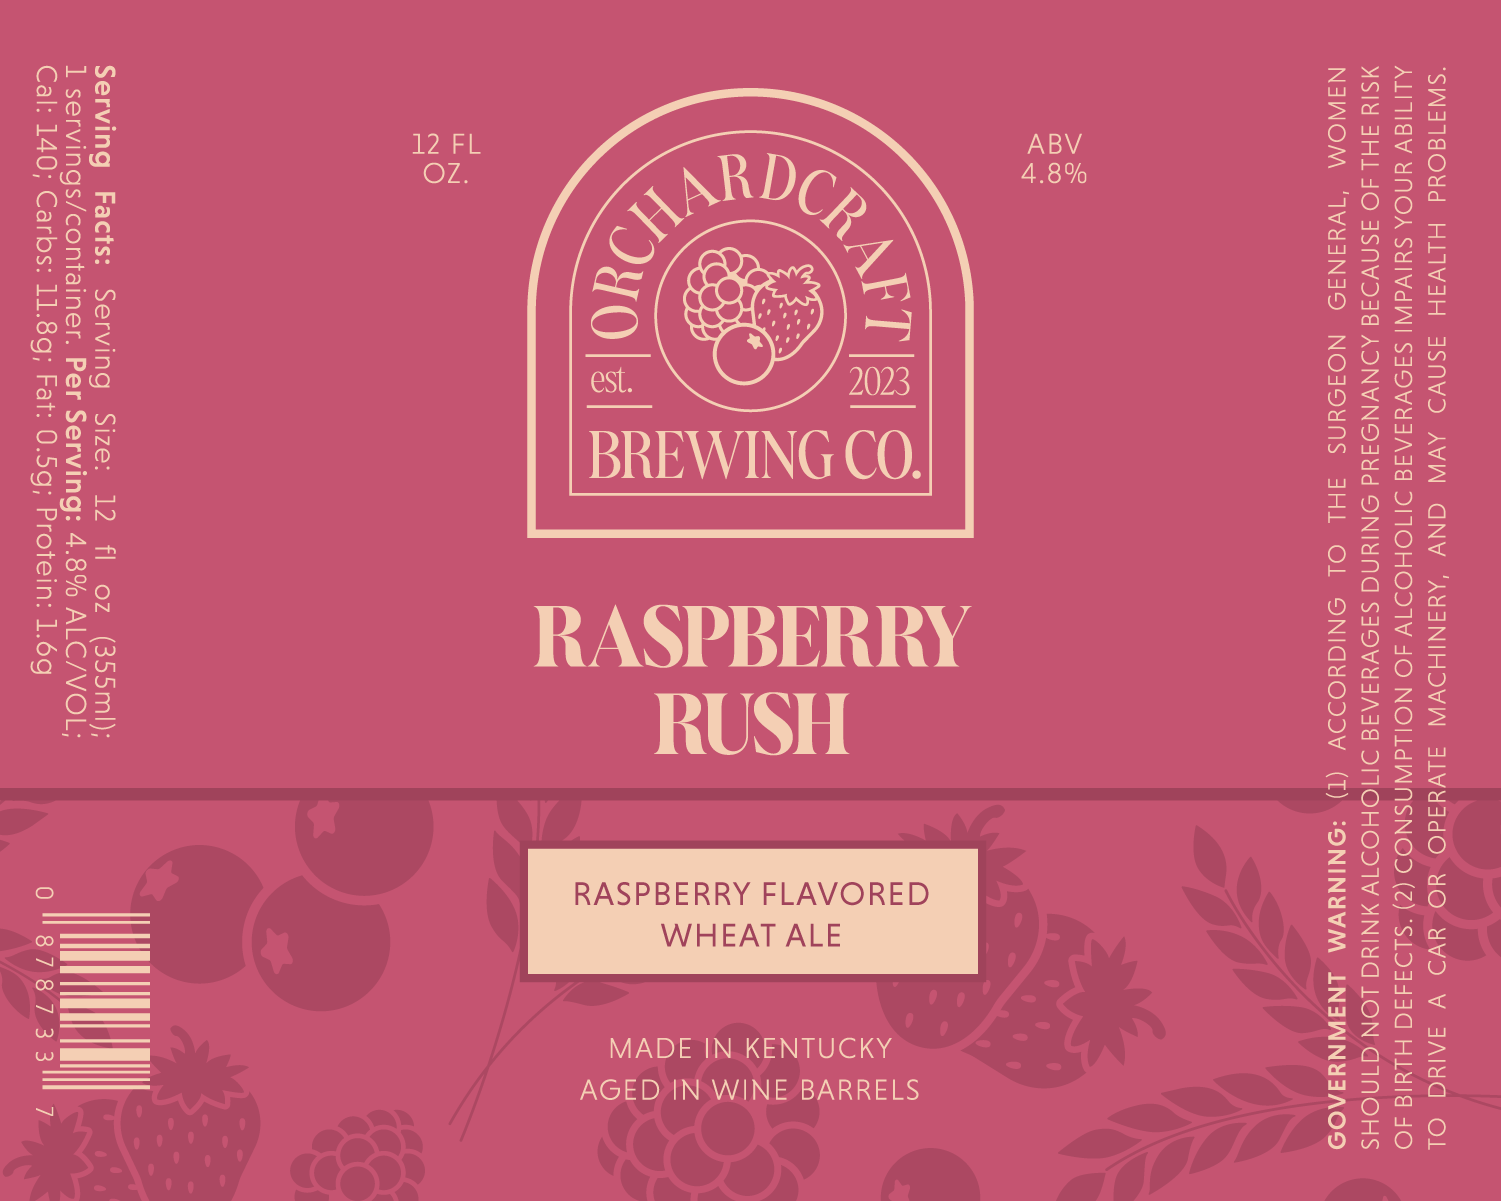 Serving Facts: Serving Size: 12 fl oz (355ml);
1 servings/container. Per Serving: 4.8% ALC/VOL;
Cal: 140; Carbs: 11.8g; Fat: 0.5g; Protein: 1.6g
0 87873 3 7
12 FL
OZ.
ORCHARDCRAFT
est.
2023
BREWING CO.
ABV
4.8%
RASPBERRY
RUSH
RASPBERRY FLAVORED
WHEAT ALE
MADE IN KENTUCKY
AGED IN WINE BARRELS
GOVERNMENT WARNING: (1) ACCORDING TO THE SURGEON GENERAL, WOMEN
SHOULD NOT DRINK ALCOHOLIC BEVERAGES DURING PREGNANCY BECAUSE OF THE RISK
OF BIRTH DEFECTS. (2) CONSUMPTION OF ALCOHOLIC BEVERAGES IMPAIRS YOUR ABILITY
TO DRIVE A CAR OR OPERATE MACHINERY, AND MAY CAUSE HEALTH PROBLEMS.